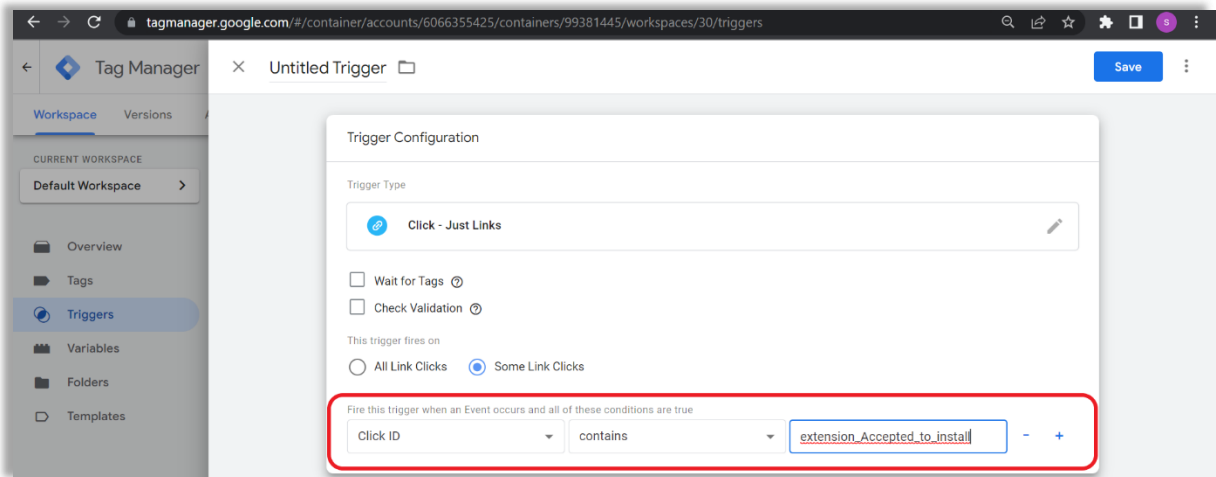 tagmanager.google.com/#/container/accounts/6066355425/containers/99381445/workspaces/30/triggers
S
Tag Manager
Untitled Trigger
Save
Workspace Versions
Trigger Configuration
CURRENT WORKSPACE
Default Workspace
Trigger Type
Click - Just Links
Overview
Wait for Tags
Tags
Check Validation
Triggers
This trigger fires on
Variables
All Link Clicks Some Link Clicks
Folders
Fire this trigger when an Event occurs and all of these conditions are true
Templates
Click ID contains extension_Accepted_to_install - +